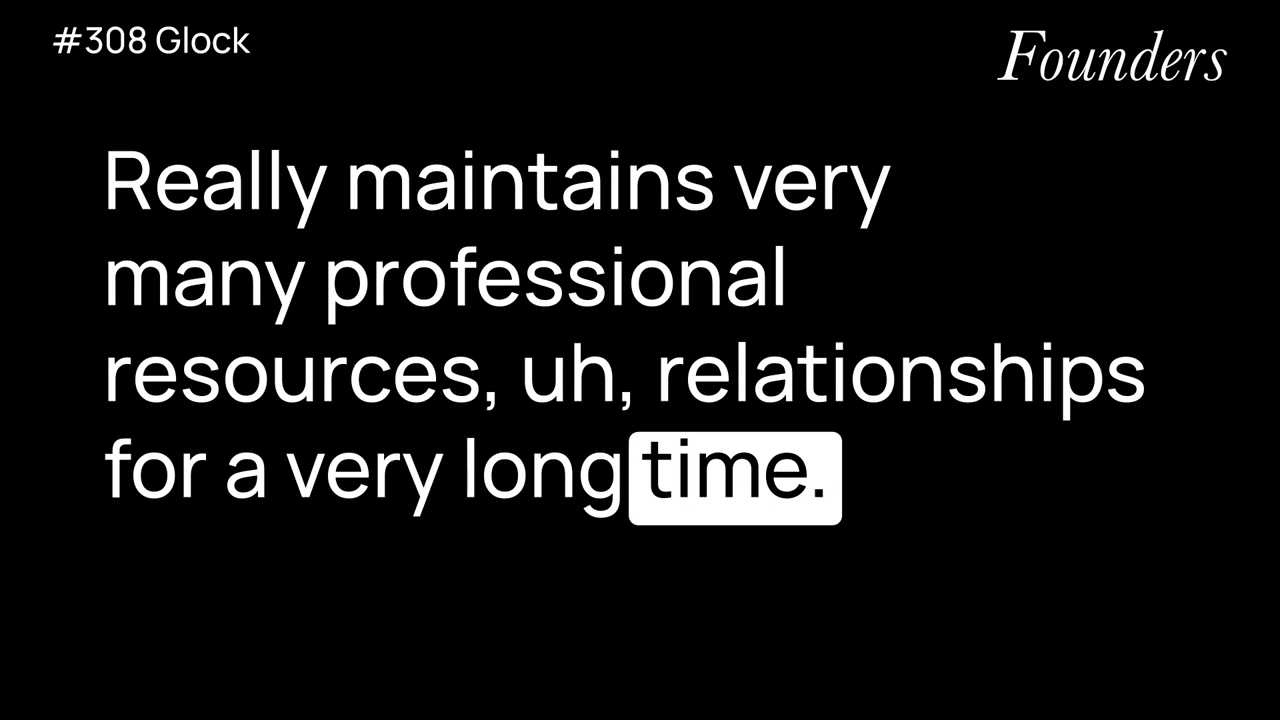 #308 Glock
Founders
Really maintains very
many professional
resources, uh, relationships
for a very long time.